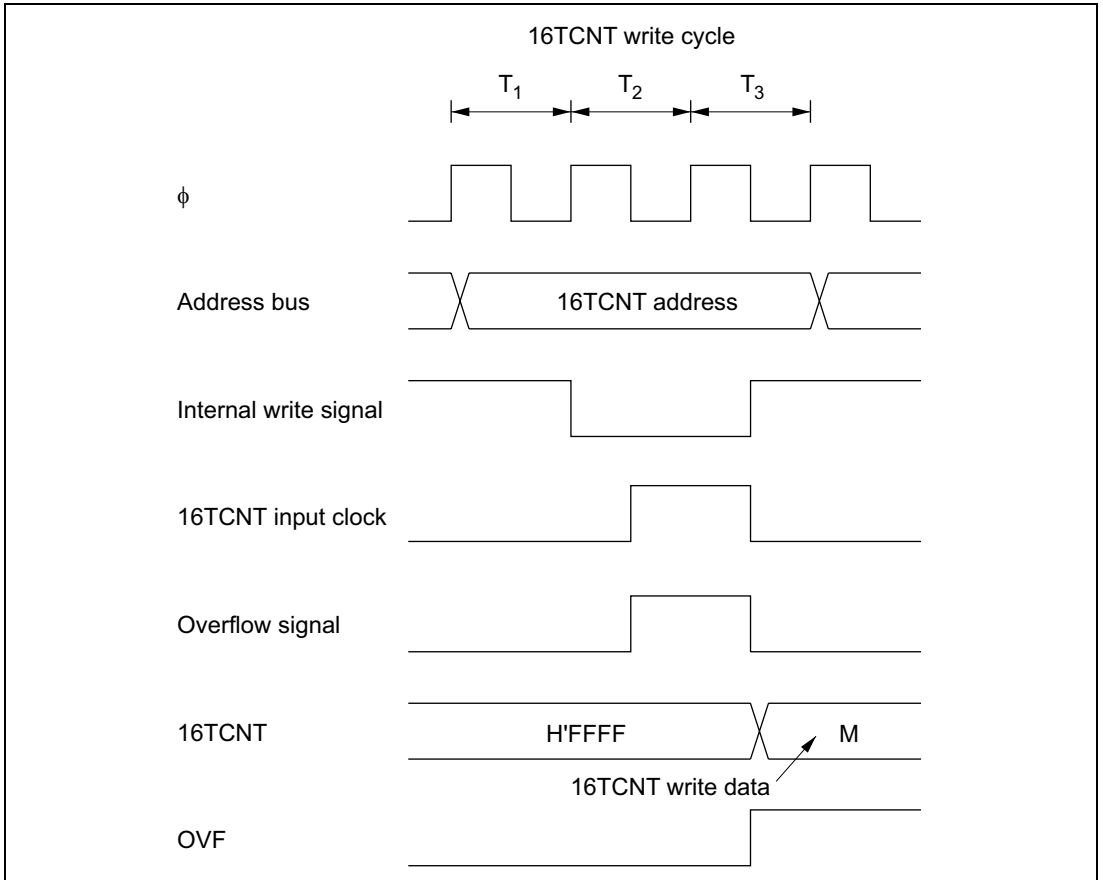 16TCNT write cycle
T1 T2 T3
ϕ
Address bus 16TCNT address
Internal write signal
16TCNT input clock
Overflow signal
16TCNT H'FFFF M
16TCNT write data
OVF